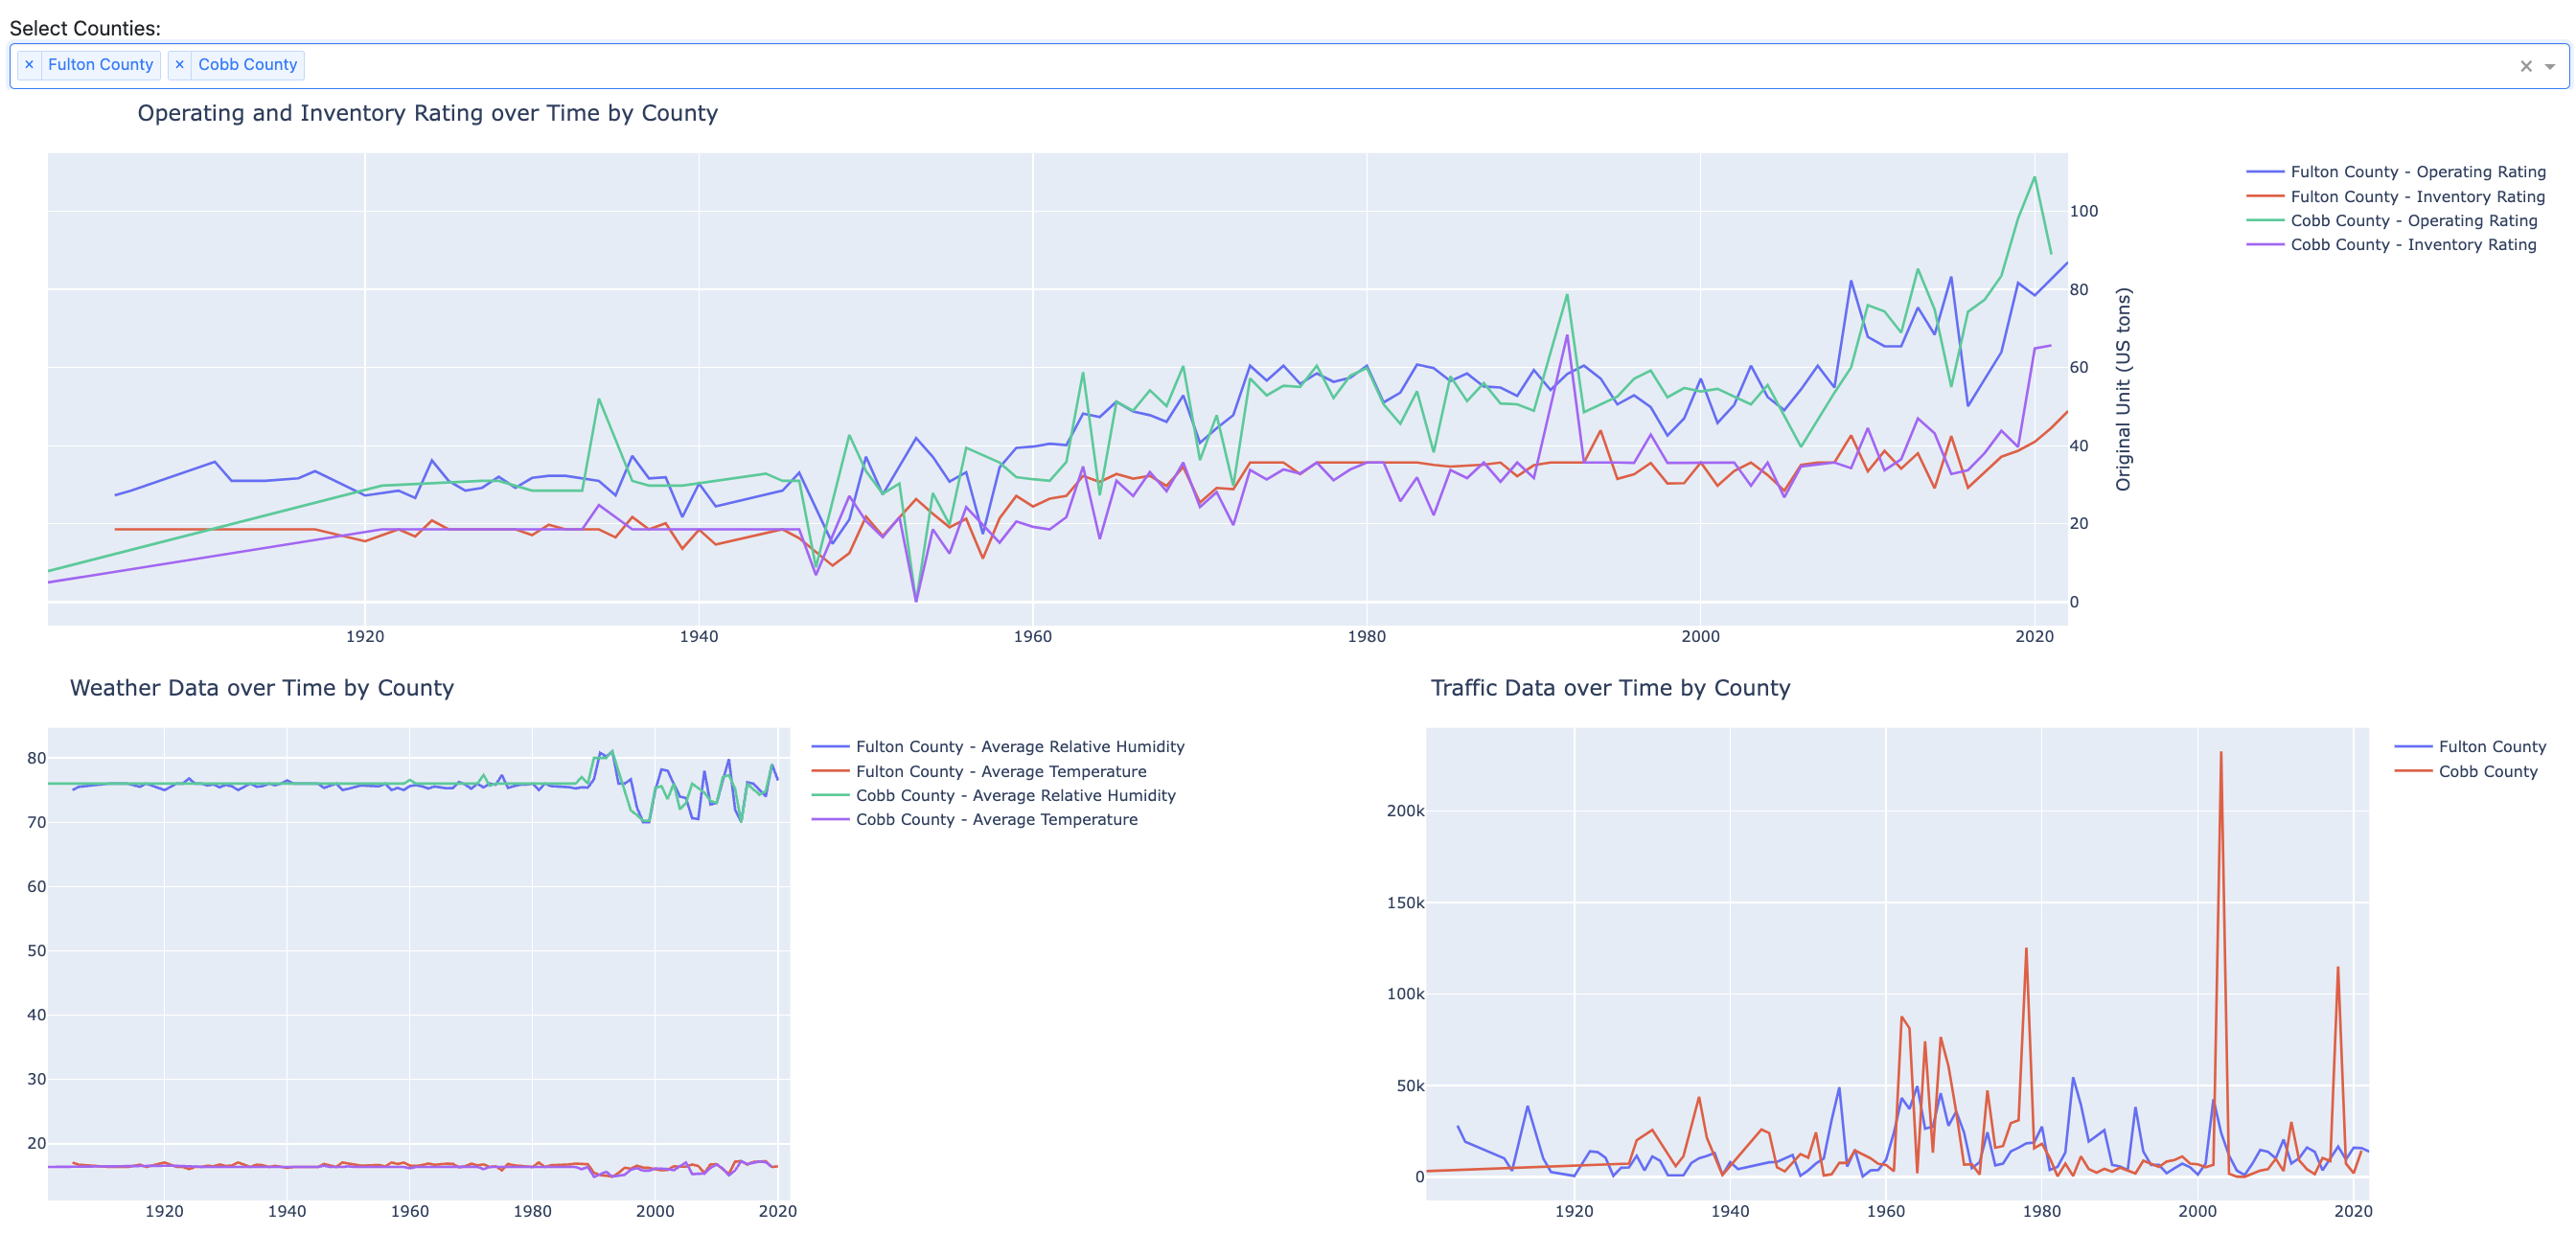 Select Counties:
× Fulton County × Cobb County ×
Operating and Inventory Rating over Time by County
Fulton County - Operating Rating
Fulton County - Inventory Rating
Cobb County - Operating Rating
Cobb County - Inventory Rating
100
80
60
40
20
0
Original Unit (US tons)
1920 1940 1960 1980 2000 2020
Weather Data over Time by County
80
70
60
50
40
30
20
1920 1940 1960 1980 2000 2020
Fulton County - Average Relative Humidity
Fulton County - Average Temperature
Cobb County - Average Relative Humidity
Cobb County - Average Temperature
Traffic Data over Time by County
200k
150k
100k
50k
0
1920 1940 1960 1980 2000 2020
Fulton County
Cobb County